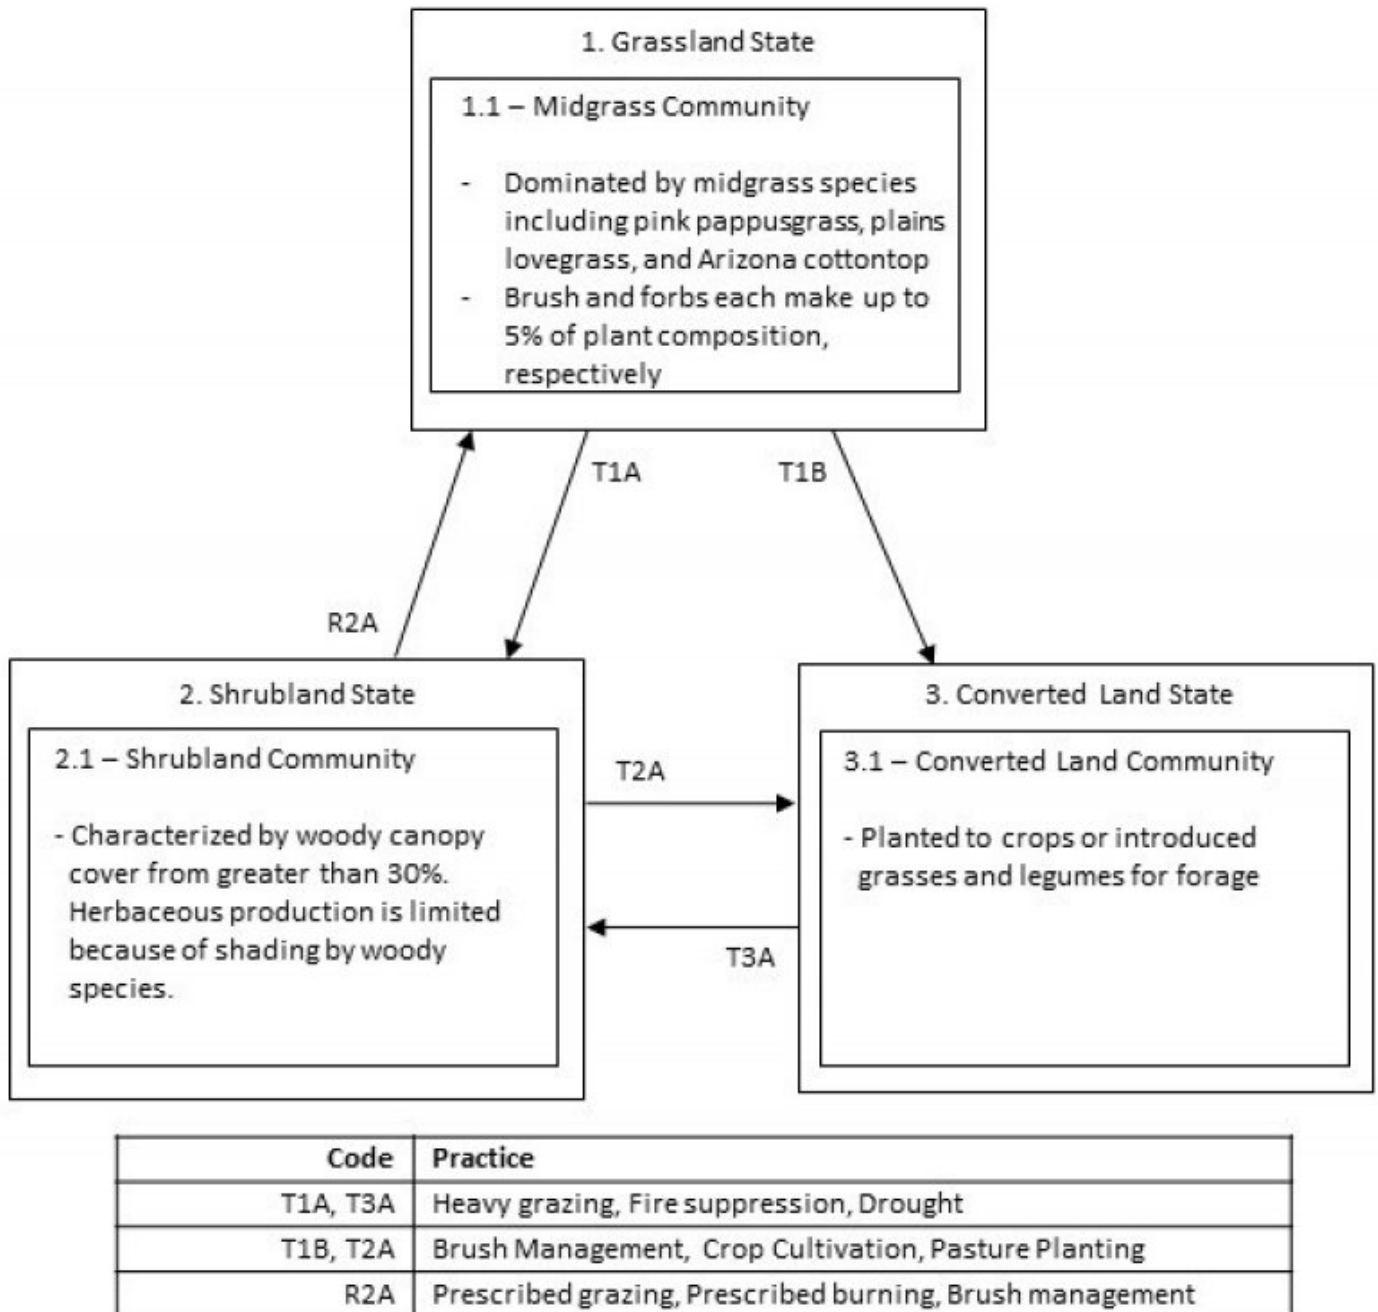 1. Grassland State
1.1 – Midgrass Community
- Dominated by midgrass species
including pink pappusgrass, plains
lovegrass, and Arizona cottontop
- Brush and forbs each make up to
5% of plant composition,
respectively
T1A
T1B
R2A
2. Shrubland State
2.1 – Shrubland Community
- Characterized by woody canopy
cover from greater than 30%.
Herbaceous production is limited
because of shading by woody
species.
T2A
T3A
3. Converted Land State
3.1 – Converted Land Community
- Planted to crops or introduced
grasses and legumes for forage
Code Practice
T1A, T3A Heavy grazing, Fire suppression, Drought
T1B, T2A Brush Management, Crop Cultivation, Pasture Planting
R2A Prescribed grazing, Prescribed burning, Brush management